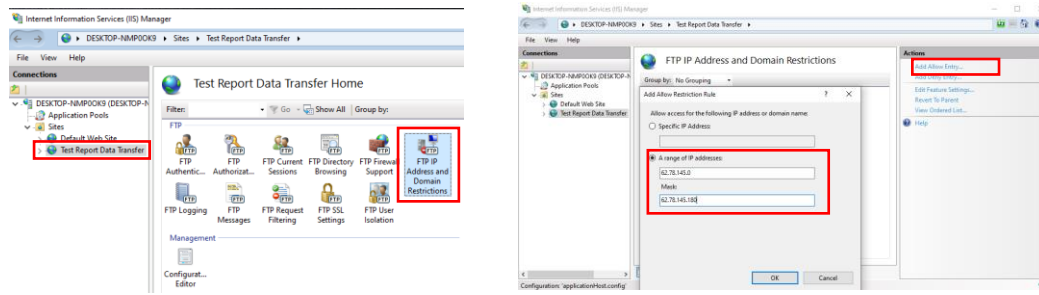 Internet Information Services (IIS) Manager
DESKTOP-NMP0OK9 Sites Test Report Data Transfer
File View Help
Connections
DESKTOP-NMP0OK9 (DESKTOP-N
Application Pools
Sites
Default Web Site
Test Report Data Transfer
Test Report Data Transfer Home
Filter: Go Show All Group by:
FTP
FTP Authentic...
FTP Authorizat...
FTP Current Sessions
FTP Directory Browsing
FTP Firewall Support
FTP IP Address and Domain Restrictions
FTP Logging
FTP Messages
FTP Request Filtering
FTP SSL Settings
FTP User Isolation
Management
Configurat... Editor
Internet Information Services (IIS) Manager
DESKTOP-NMP0OK9 Sites Test Report Data Transfer
File View Help
Connections
DESKTOP-NMP0OK9 (DESKTOP-N
Application Pools
Sites
Default Web Site
Test Report Data Transfer
FTP IP Address and Domain Restrictions
Group by: No Grouping
Add Allow Restriction Rule ?
Allow access for the following IP address or domain name:
Specific IP Address
A range of IP addresses:
62.78.145.0
Mask:
62.78.145.180
OK Cancel
Actions
Add Allow Entry...
Add Deny Entry...
Edit Feature Settings...
Revert To Parent
View Ordered List...
Help
Configuration: 'applicationHost.config'